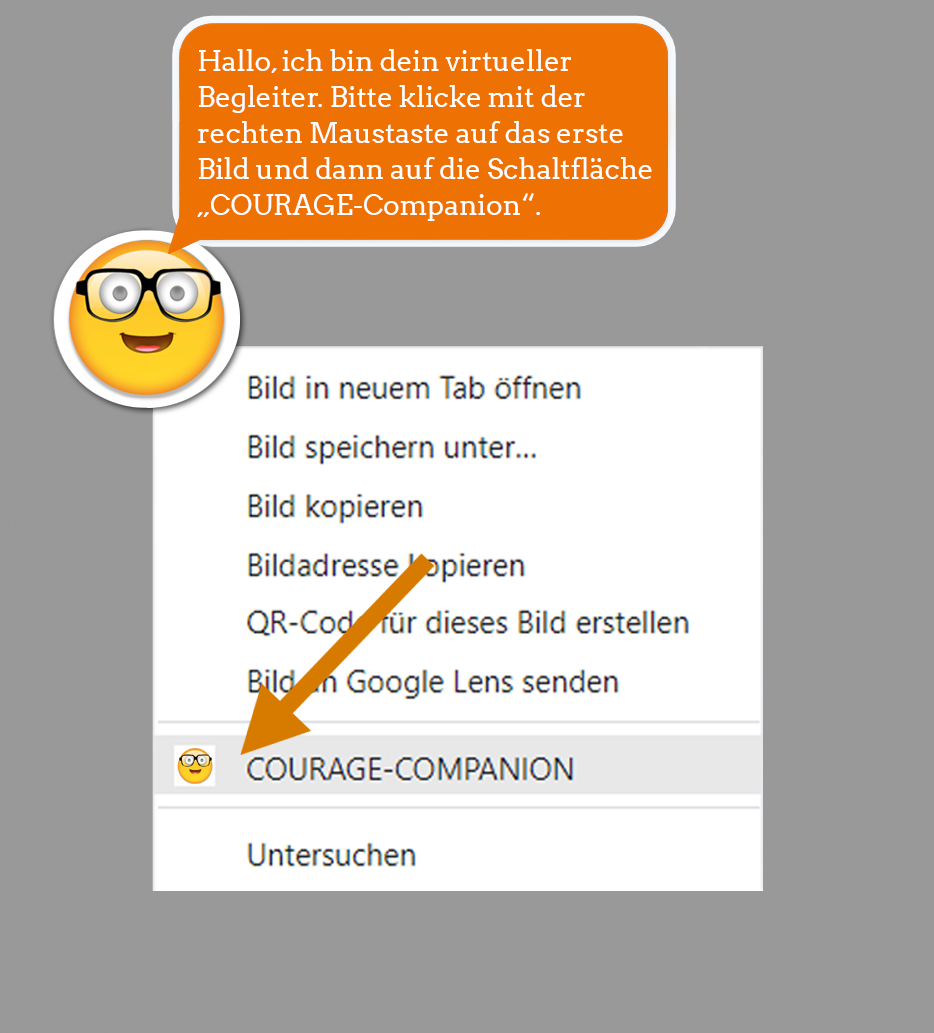 Hallo, ich bin dein virtueller
Begleiter. Bitte klicke mit der
rechten Maustaste auf das erste
Bild und dann auf die Schaltfläche
„COURAGE-Companion“.
Bild in neuem Tab öffnen
Bild speichern unter...
Bild kopieren
Bildadresse kopieren
QR-Code für dieses Bild erstellen
Bild an Google Lens senden
COURAGE-COMPANION
Untersuchen